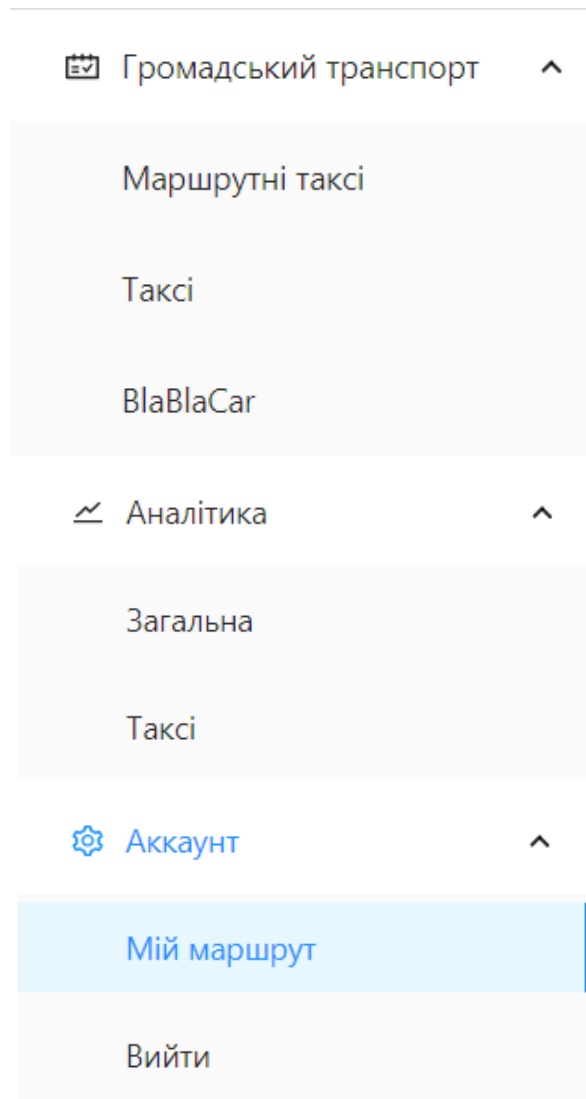 Громадський транспорт
Маршрутні таксі
Таксі
BlaBlaCar
Аналітика
Загальна
Таксі
Аккаунт
Мій маршрут
Вийти